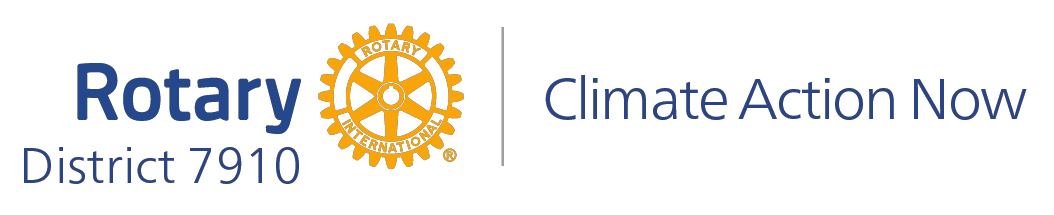 Rotary
District 7910
ROTARY
INTERNATIONAL
®
Climate Action Now